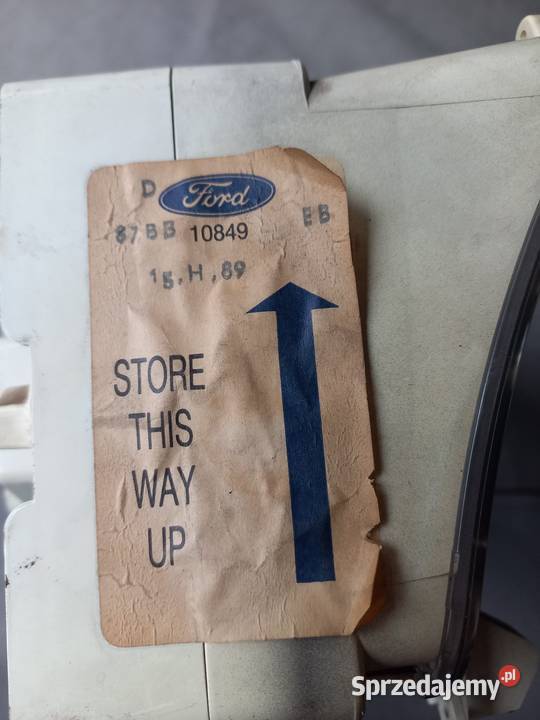 D Ford
87BB 10849 EB
15.H.89
STORE
THIS
WAY
UP
Sprzedajemy.pl